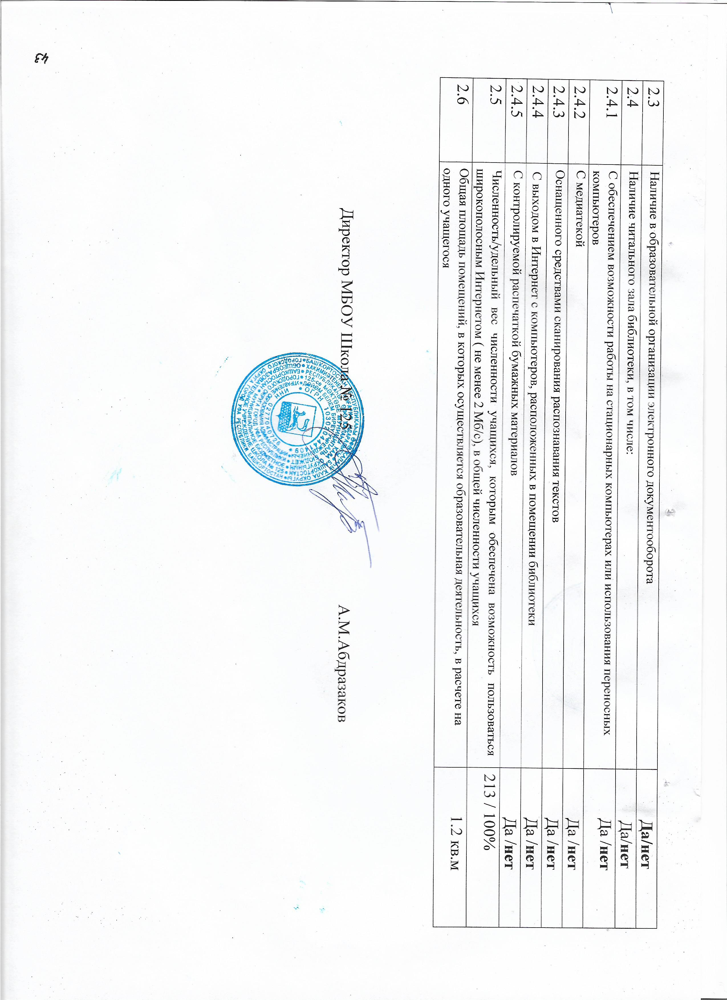 2.3 Наличие в образовательной организации электронного документооборота Да/нет
2.4 Наличие читального зала библиотеки, в том числе: Да/нет
2.4.1 С обеспечением возможности работы на стационарных компьютерах или использования переносных Да /нет
компьютеров
2.4.2 С медиатекой Да /нет
2.4.3 Оснащенного средствами сканирования распознавания текстов Да /нет
2.4.4 С выходом в Интернет с компьютеров, расположенных в помещении библиотеки Да /нет
2.4.5 С контролируемой распечаткой бумажных материалов Да /нет
2.5 Численность/удельный вес численности учащихся, которым обеспечена возможность пользоваться 213 / 100%
широкополосным Интернетом ( не менее 2 Мб/с), в общей численности учащихся
2.6 Общая площадь помещений, в которых осуществляется образовательная деятельность, в расчете на 1.2 кв.м
одного учащегося
Директор МБОУ Школа № 125 А.М.Абдразаков
ОГРН
ИНН 0277040726
43